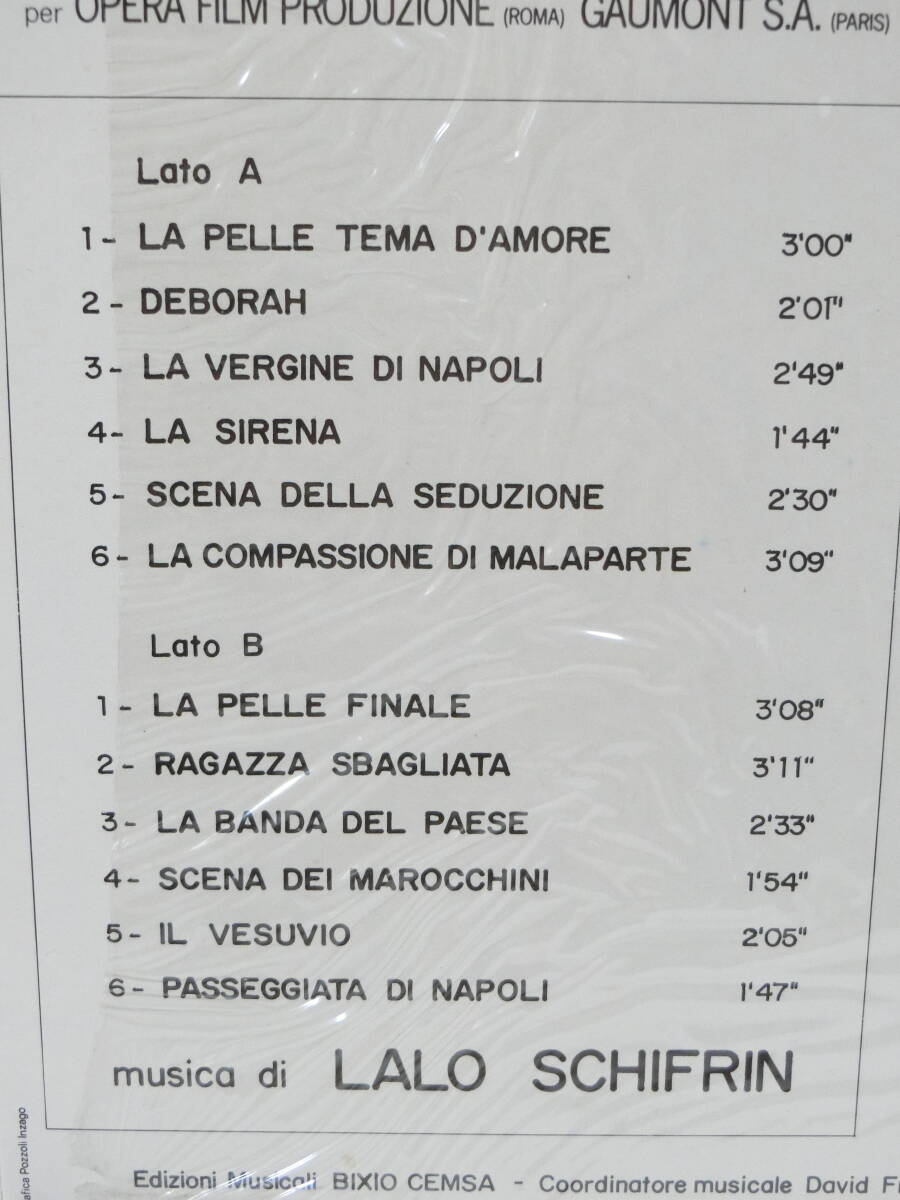 per OPERA FILM PRODUZIONE (ROMA) GAUMONT S.A. (PARIS)
Lato A
1- LA PELLE TEMA D'AMORE 3'00"
2- DEBORAH 2'01"
3- LA VERGINE DI NAPOLI 2'49"
4- LA SIRENA 1'44"
5- SCENA DELLA SEDUZIONE 2'30"
6- LA COMPASSIONE DI MALAPARTE 3'09"
Lato B
1- LA PELLE FINALE 3'08"
2- RAGAZZA SBAGLIATA 3'11"
3- LA BANDA DEL PAESE 2'33"
4- SCENA DEI MAROCCHINI 1'54"
5- IL VESUVIO 2'05"
6- PASSEGGIATA DI NAPOLI 1'47"
musica di LALO SCHIFRIN
Edizioni Musicali BIXIO CEMSA - Coordinatore musicale David
Pozzoli Inzago